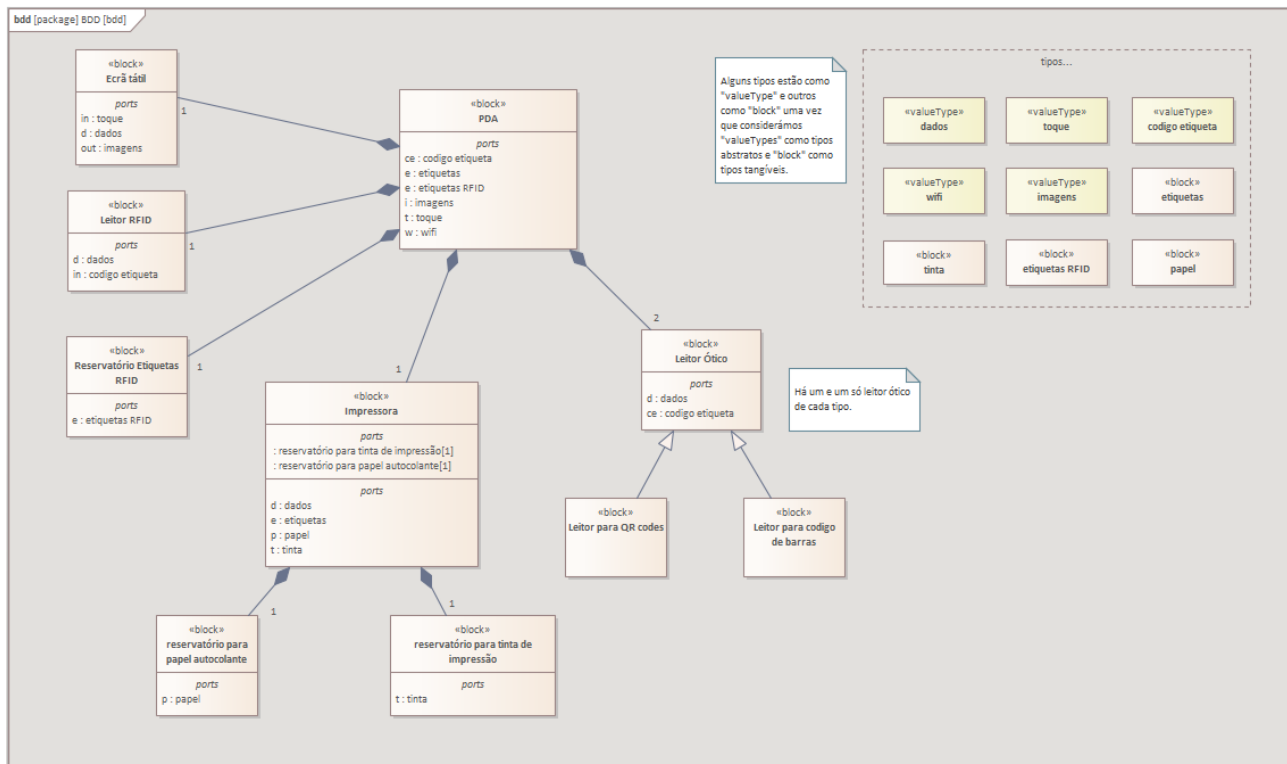 bdd [package] BDD [bdd]
«block»
Ecrã tátil
ports
in : toque
d : dados
out : imagens
1
«block»
PDA
ports
ce : codigo etiqueta
e : etiquetas
e : etiquetas RFID
i : imagens
t : toque
w : wifi
Alguns tipos estão como
"valueType" e outros
como "block" uma vez
que considerámos
"valueTypes" como tipos
abstratos e "block" como
tipos tangíveis.
tipos...
«valueType»
dados
«valueType»
toque
«valueType»
codigo etiqueta
«valueType»
wifi
«valueType»
imagens
«block»
etiquetas
«block»
tinta
«block»
etiquetas RFID
«block»
papel
«block»
Leitor RFID
ports
d : dados
in : codigo etiqueta
1
«block»
Reservatório Etiquetas
RFID
ports
e : etiquetas RFID
1
1
«block»
Impressora
ports
: reservatório para tinta de impressão[1]
: reservatório para papel autocolante[1]
ports
d : dados
e : etiquetas
p : papel
t : tinta
2
«block»
Leitor Ótico
ports
d : dados
ce : codigo etiqueta
Há um e um só leitor ótico
de cada tipo.
«block»
Leitor para QR codes
«block»
Leitor para codigo
de barras
1
«block»
reservatório para
papel autocolante
ports
p : papel
1
«block»
reservatório para tinta de
impressão
ports
t : tinta